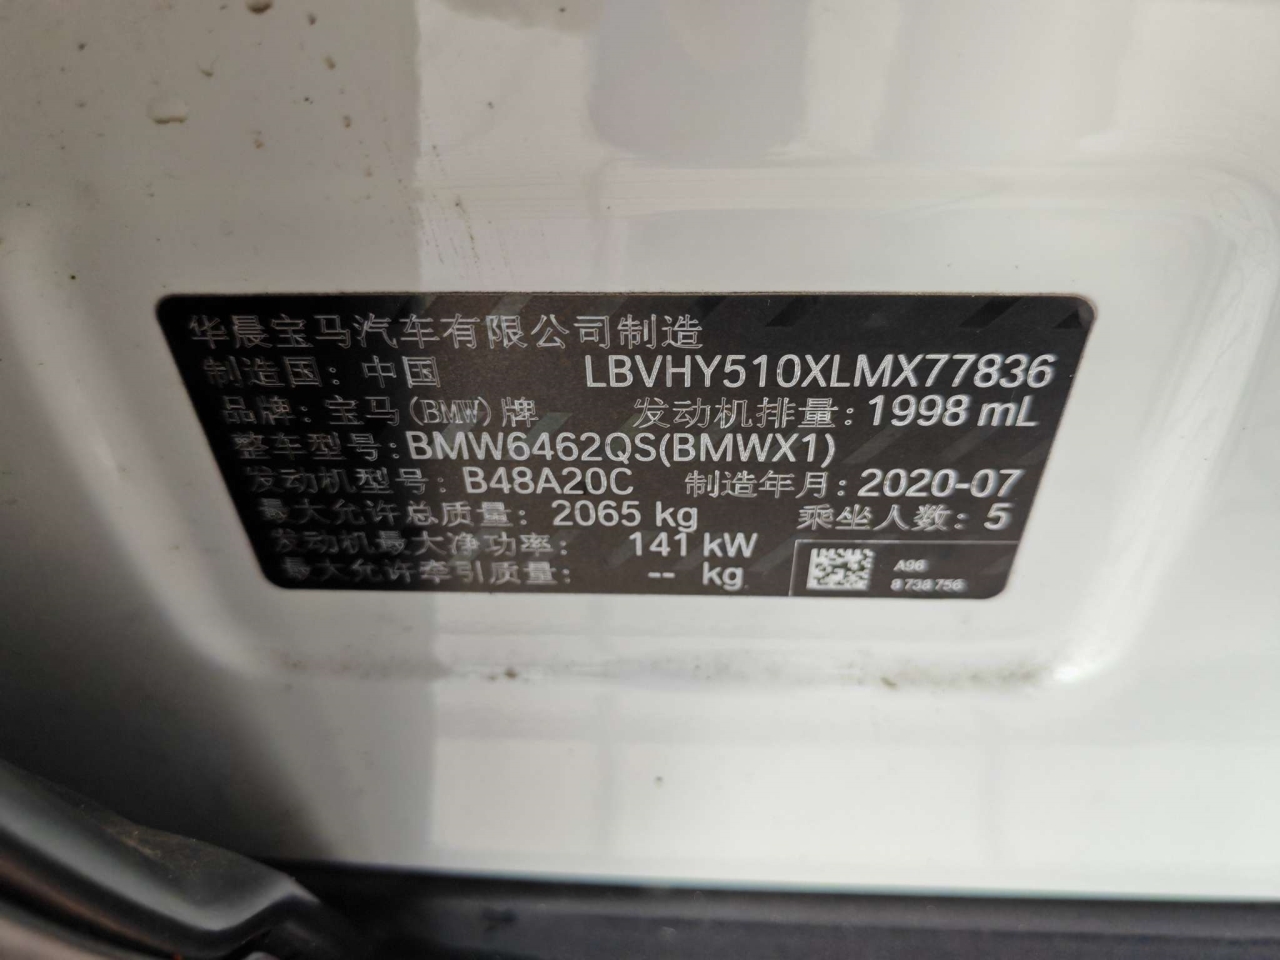 华晨宝马汽车有限公司制造
制造国：中国 LBVHY510XLMX77836
品牌：宝马(BMW)牌 发动机排量：1998 mL
整车型号：BMW6462QS(BMWX1)
发动机型号：B48A20C 制造年月：2020-07
最大允许总质量：2065 kg 乘坐人数：5
发动机最大净功率：141 kW
最大允许牵引质量：-- kg
A96
8738756